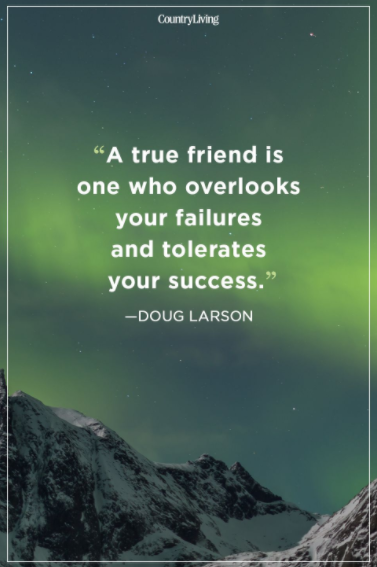 CountryLiving
“A true friend is
one who overlooks
your failures
and tolerates
your success.”
—DOUG LARSON